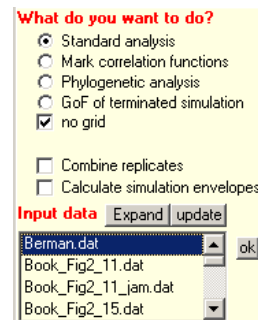 What do you want to do?
Standard analysis
Mark correlation functions
Phylogenetic analysis
GoF of terminated simulation
no grid
Combine replicates
Calculate simulation envelopes
Input data Expand update
Berman.dat ok
Book_Fig2_11.dat
Book_Fig2_11_jam.dat
Book_Fig2_15.dat